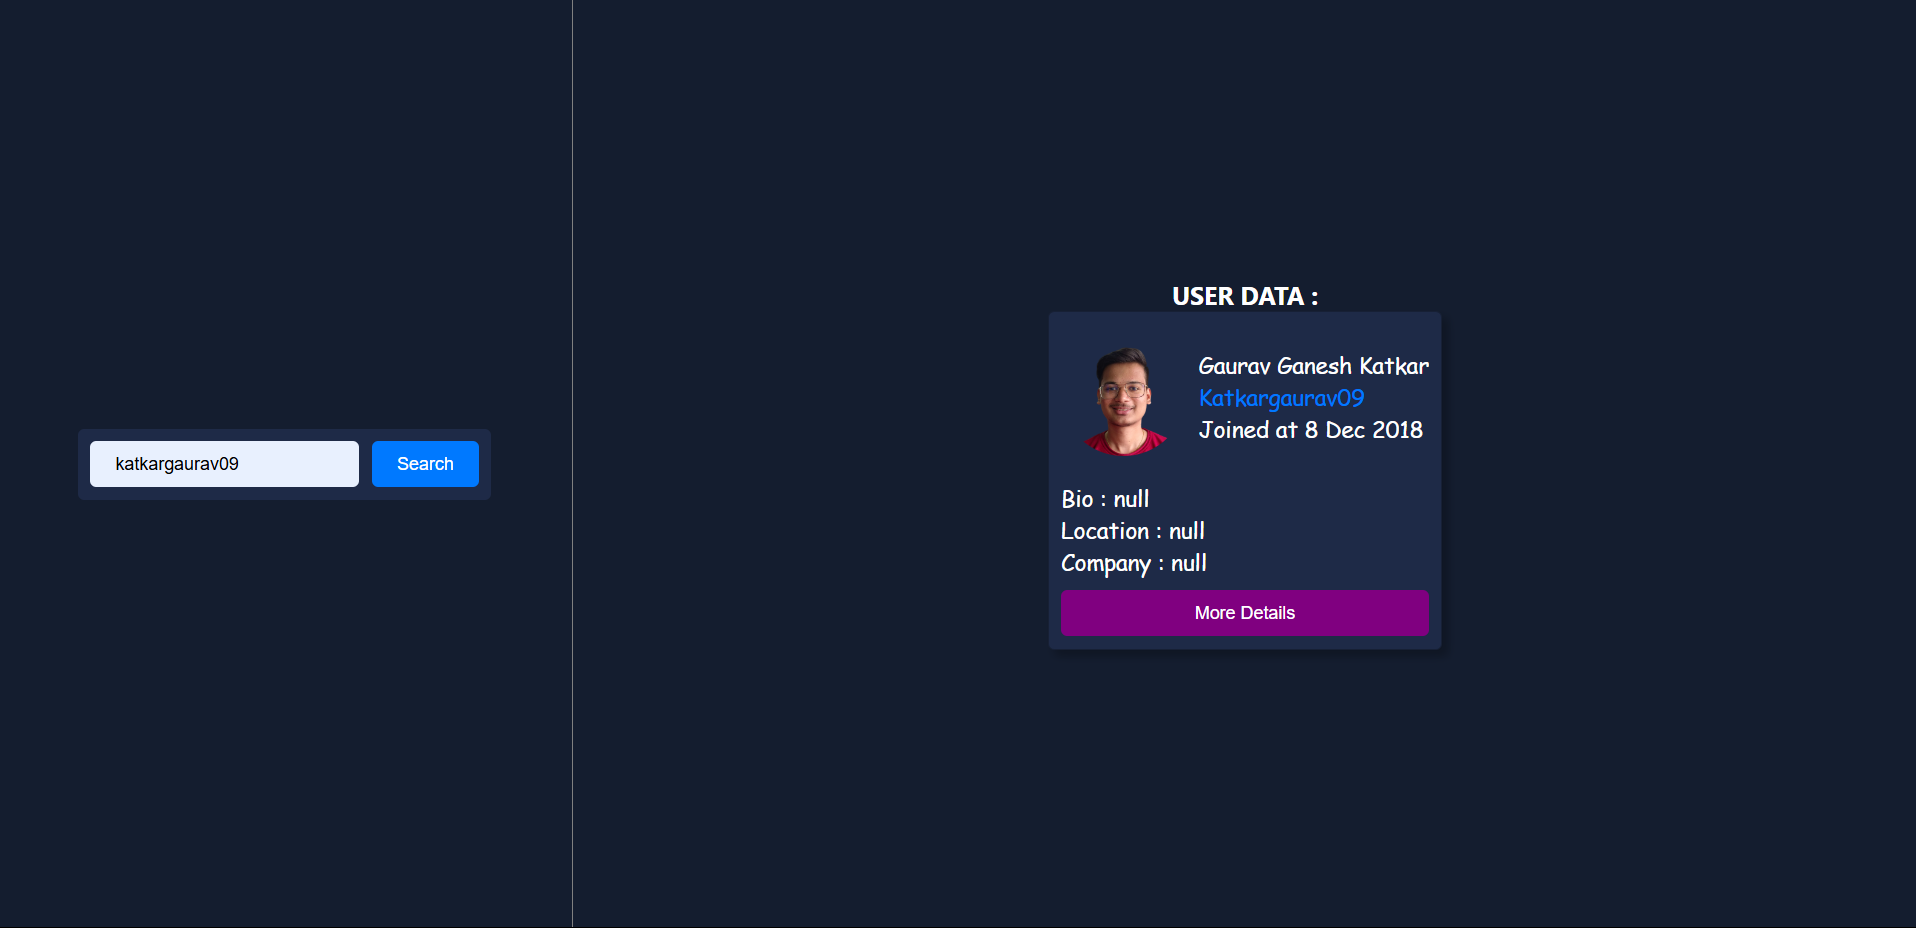 katkargaurav09
Search
USER DATA :
Gaurav Ganesh Katkar
Katkargaurav09
Joined at 8 Dec 2018
Bio : null
Location : null
Company : null
More Details